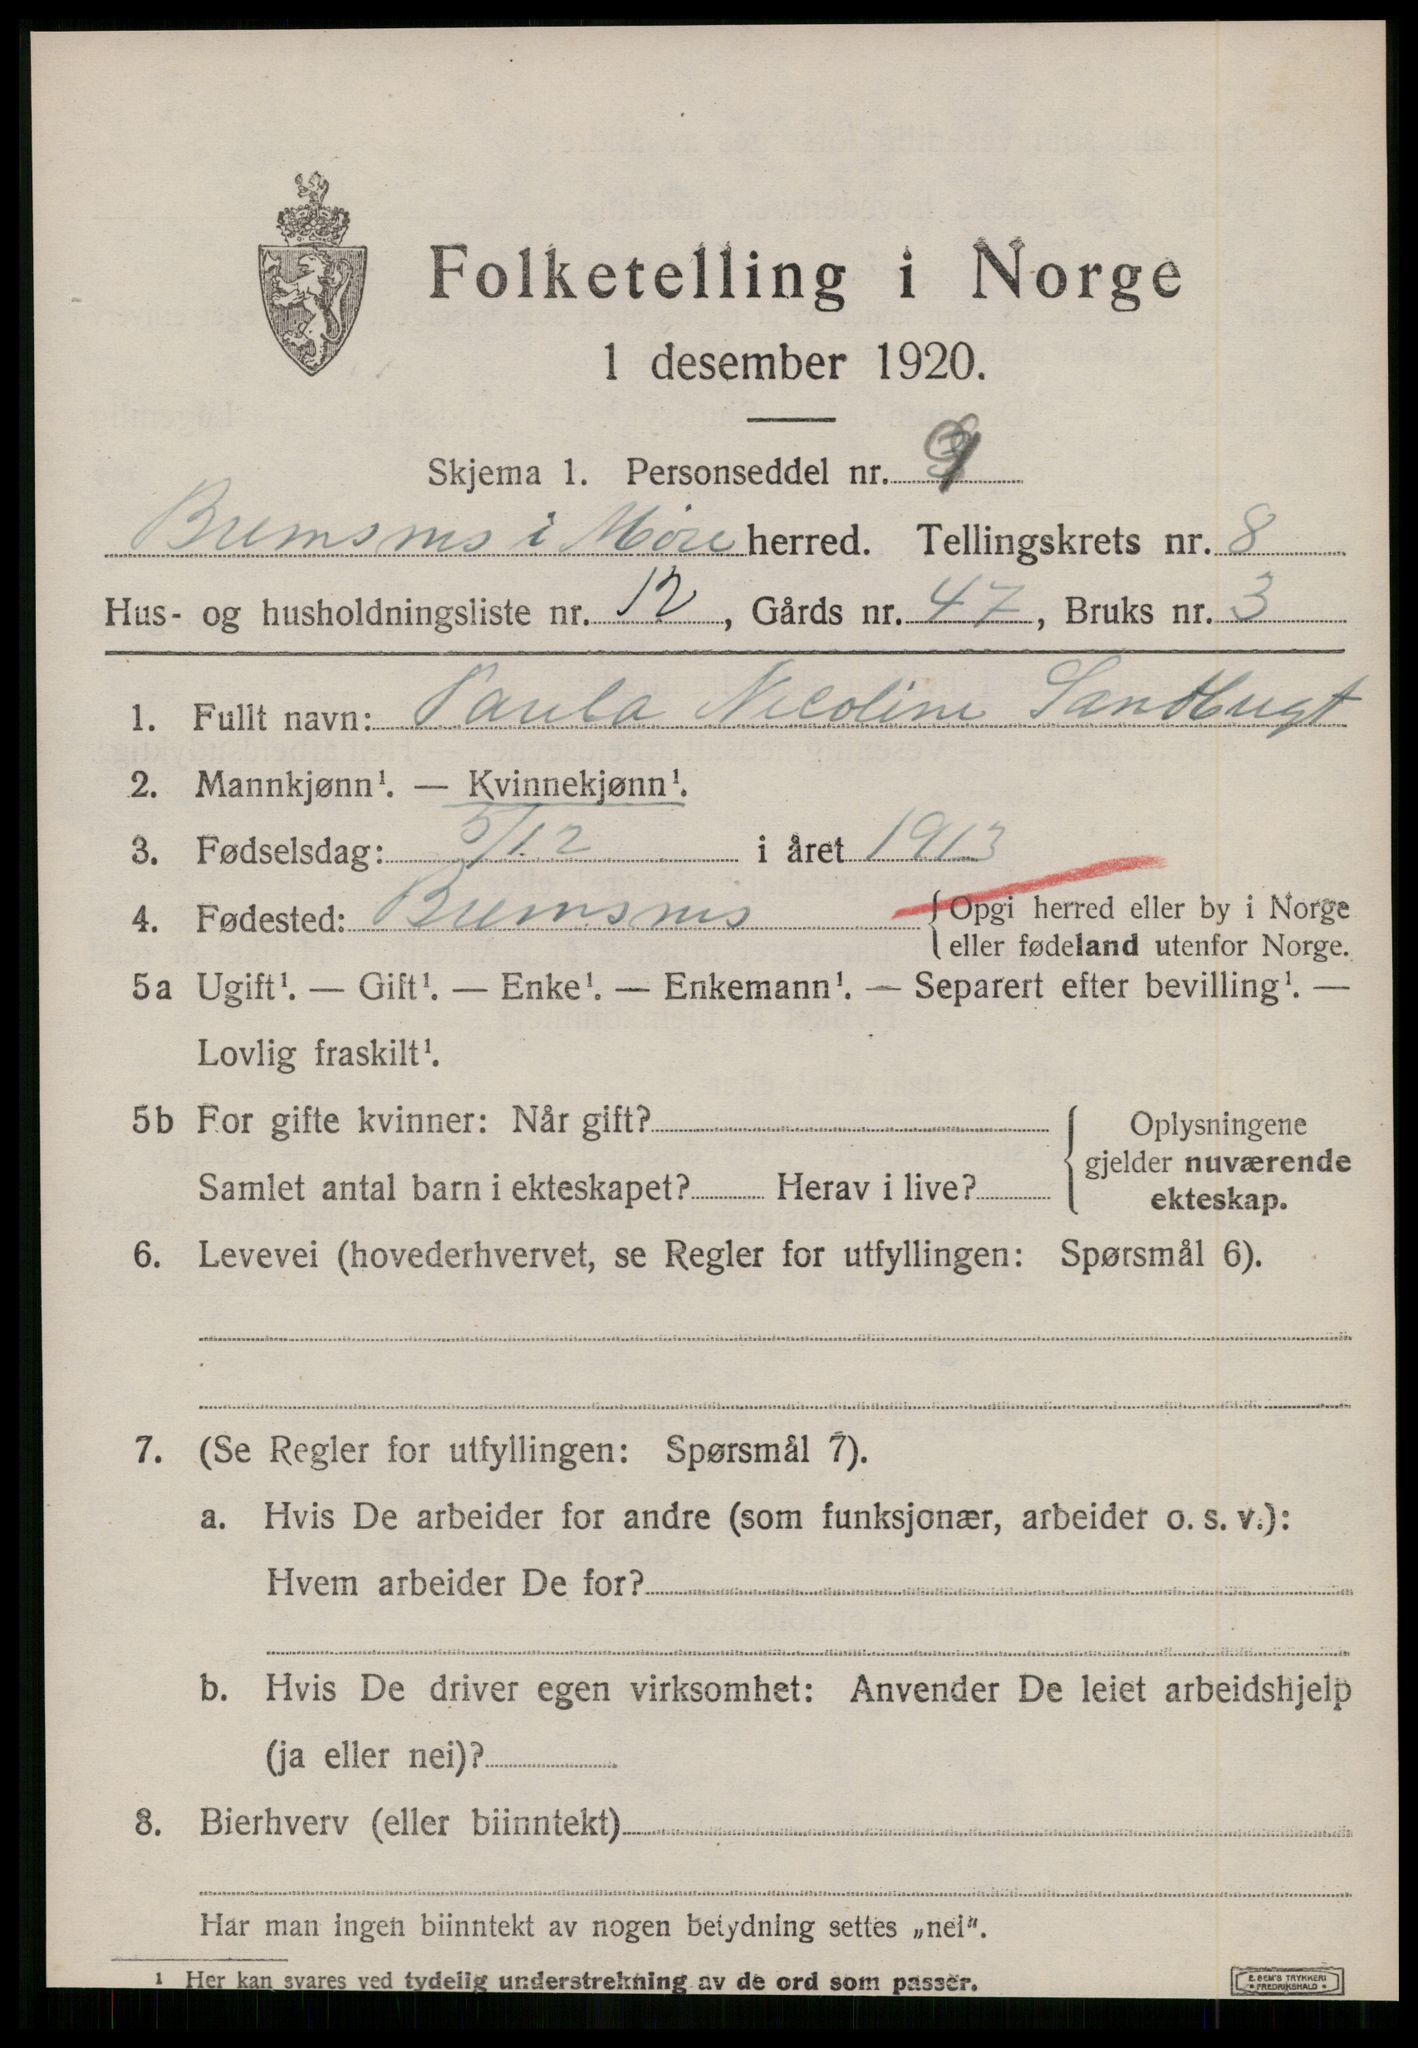 Folketelling i Norge
1 desember 1920.
Skjema 1. Personseddel nr. 9
Bremsnes i Møre herred. Tellingskrets nr. 8
Hus- og husholdningsliste nr. 12, Gårds nr. 47, Bruks nr. 3
1. Fullt navn: Paula Nicoline Sandbugt
2. Mannkjønn¹. — Kvinnekjønn¹.
3. Fødselsdag: 5/12 i året 1913
4. Fødested: Bremsnes {Opgi herred eller by i Norge
eller fødeland utenfor Norge.
5a Ugift¹. — Gift¹. — Enke¹. — Enkemann¹. — Separert efter bevilling¹. —
Lovlig fraskilt¹.
5b For gifte kvinner: Når gift?
Samlet antal barn i ekteskapet? Herav i live?
Oplysningene
gjelder nuværende
ekteskap.
6. Levevei (hovederhvervet, se Regler for utfyllingen: Spørsmål 6).
7. (Se Regler for utfyllingen: Spørsmål 7).
a. Hvis De arbeider for andre (som funksjonær, arbeider o. s. v.):
Hvem arbeider De for?
b. Hvis De driver egen virksomhet: Anvender De leiet arbeidshjelp
(ja eller nei)?
8. Bierhverv (eller biinntekt)
Har man ingen biinntekt av nogen betydning settes „nei“.
¹ Her kan svares ved tydelig understrekning av de ord som passer.
E. SEM'S TRYKKERI
FREDRIKSHALD